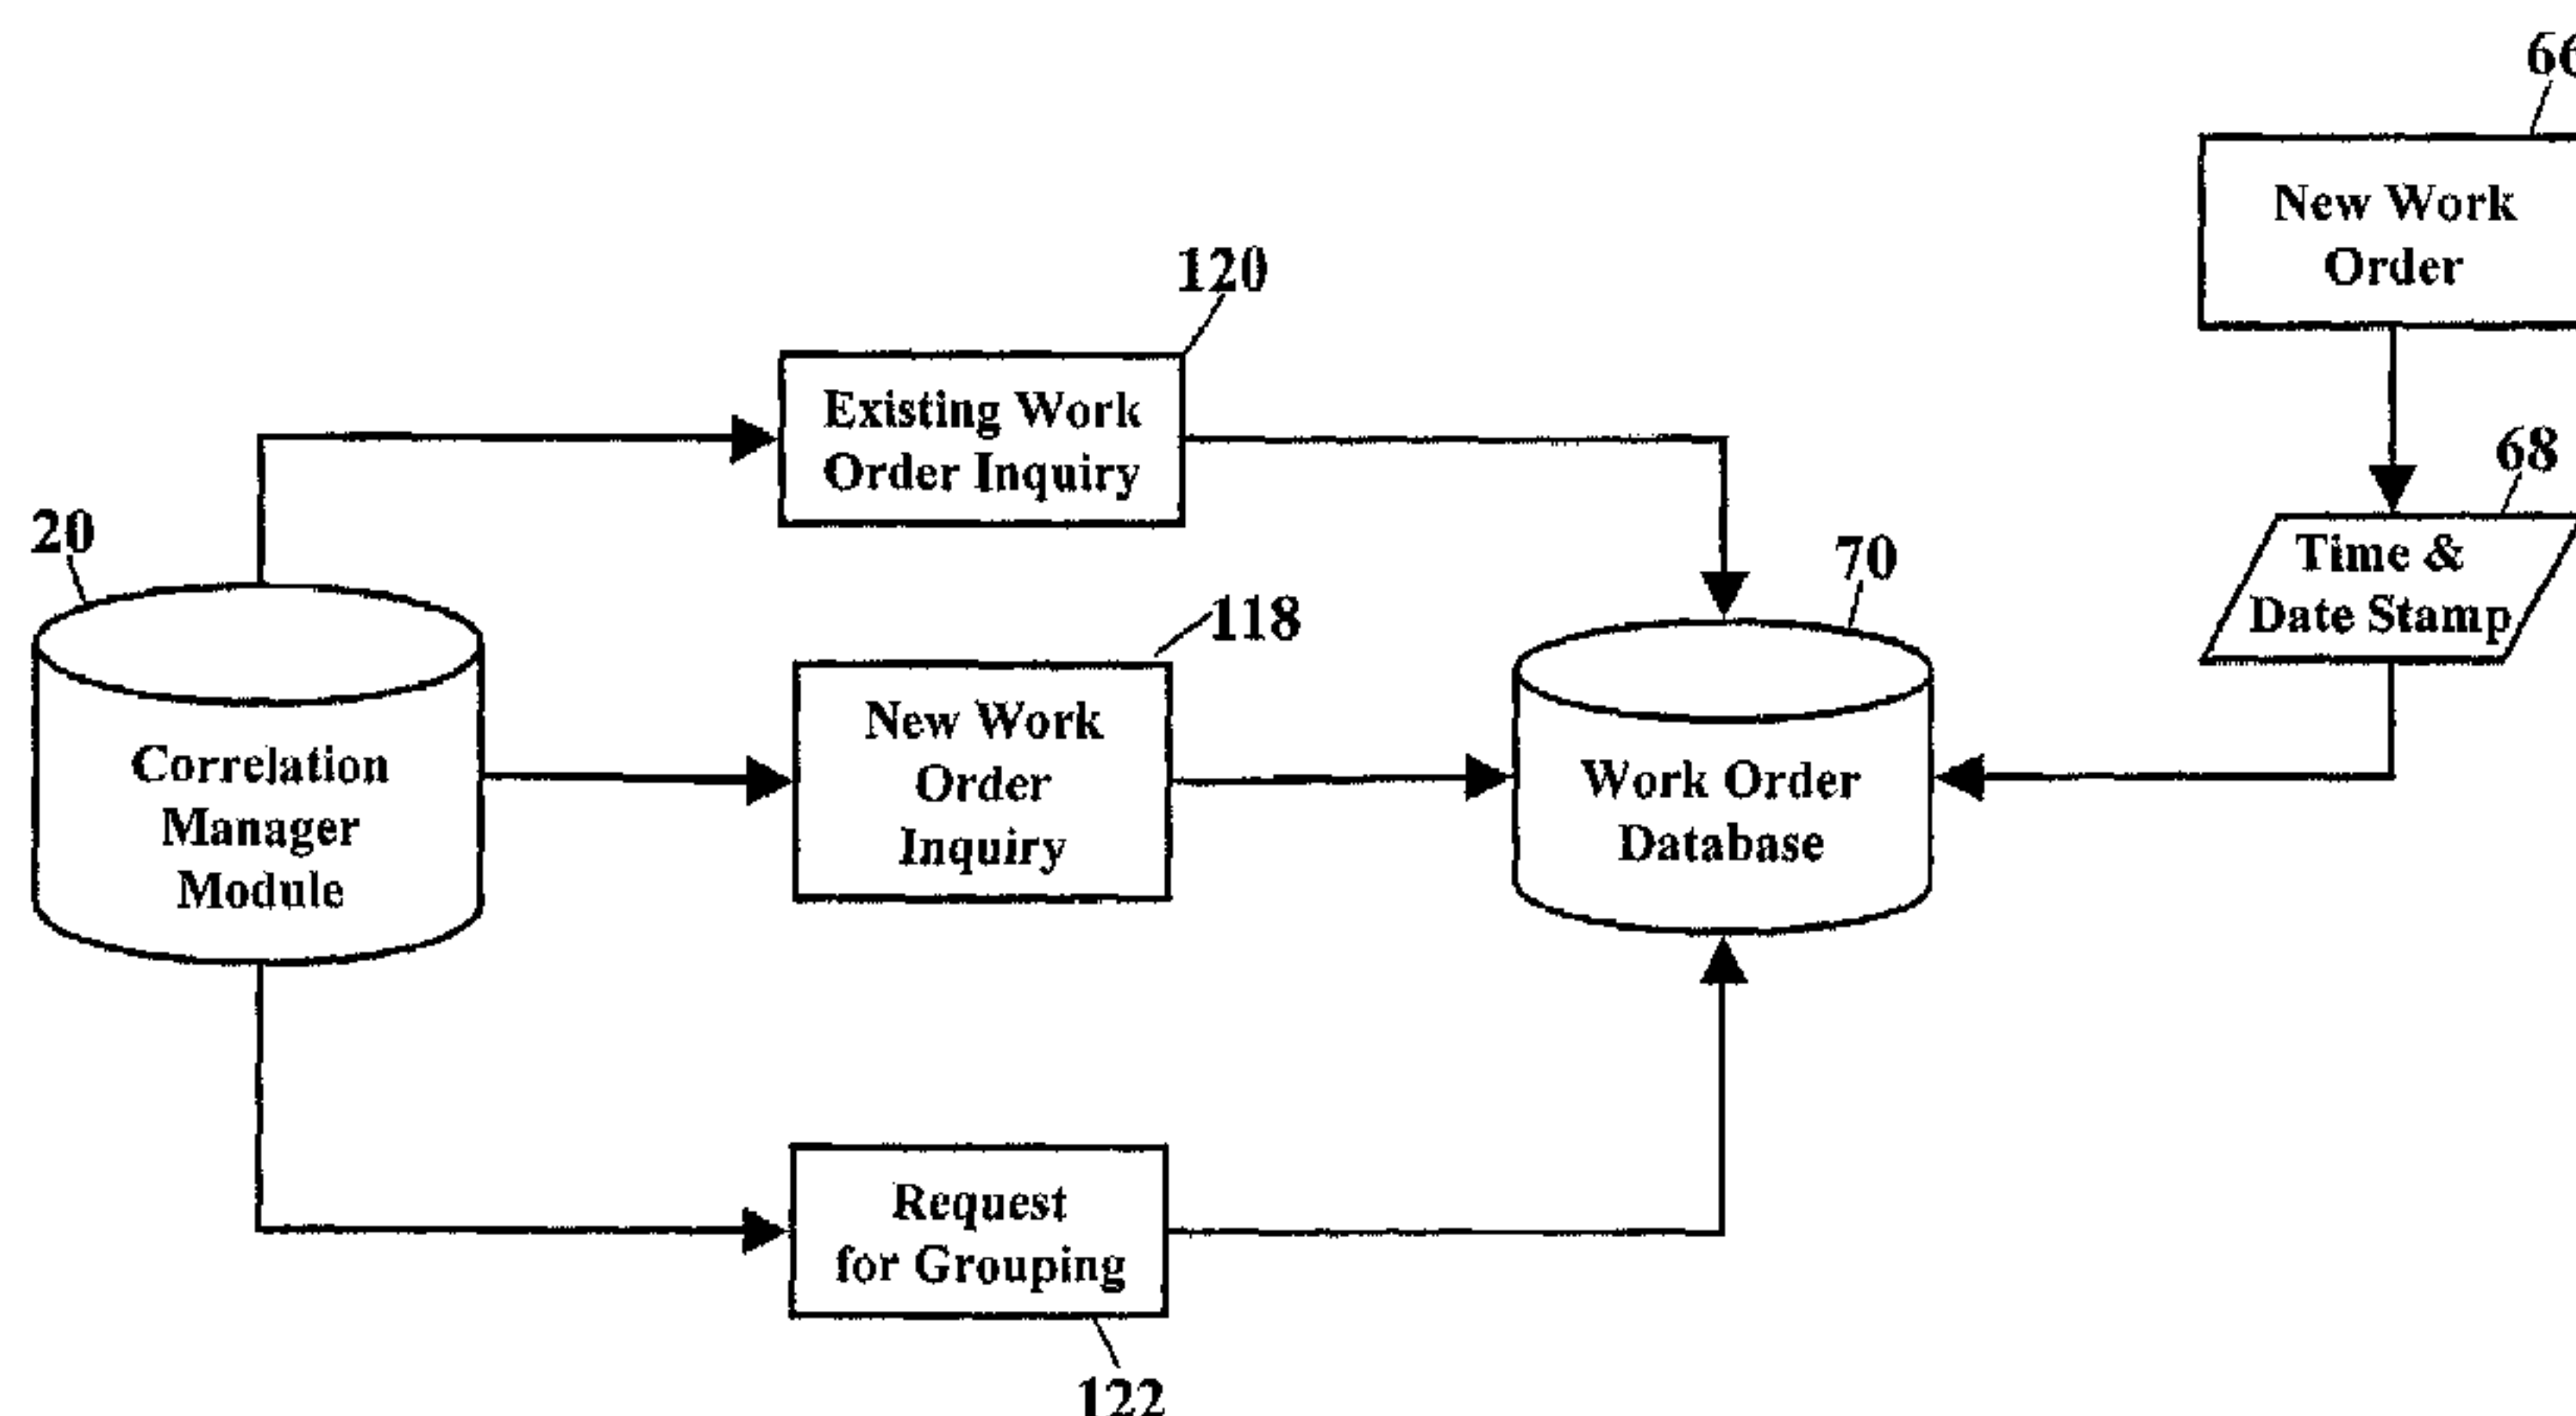 66
New Work
Order
120
Existing Work
Order Inquiry
68
Time &
Date Stamp
20
Correlation
Manager
Module
118
New Work
Order
Inquiry
70
Work Order
Database
Request
for Grouping
122